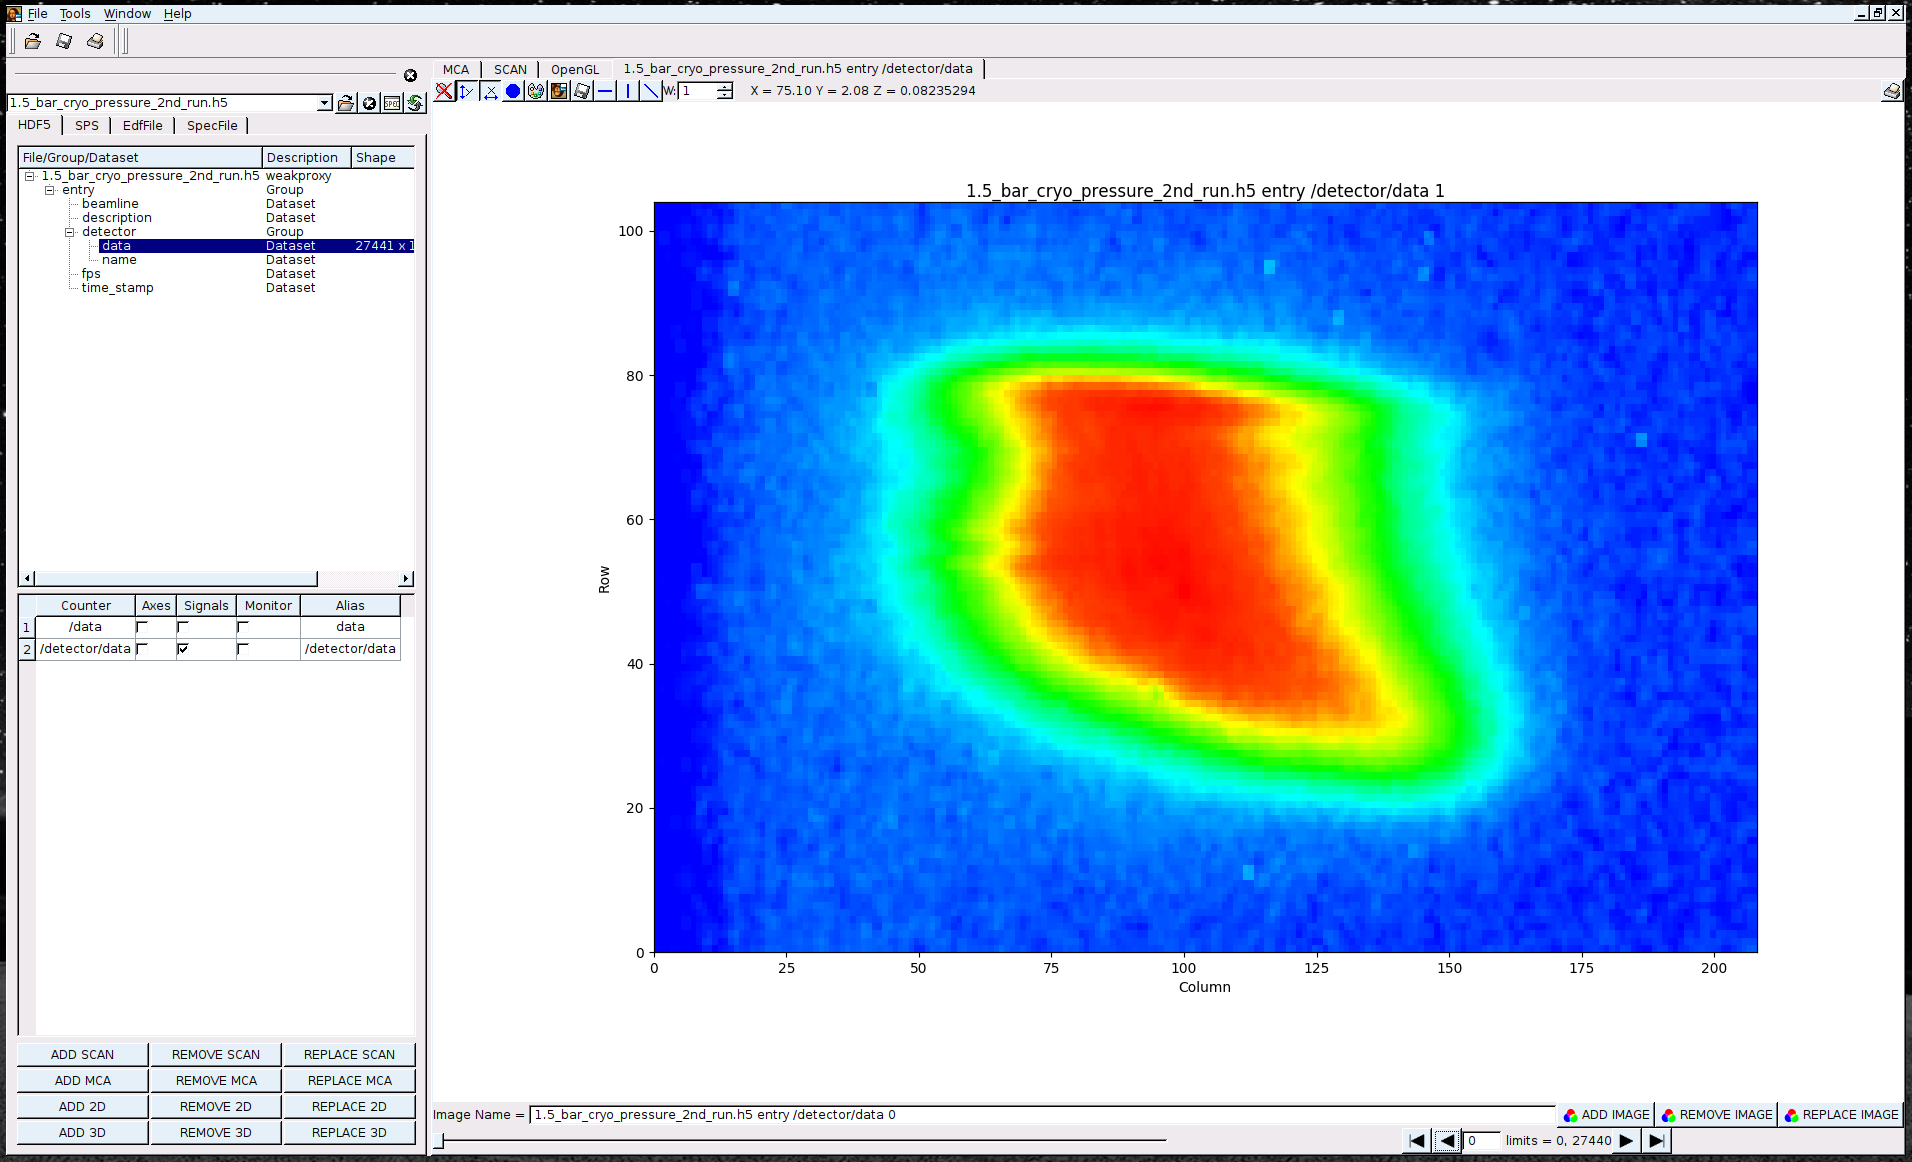 File Tools Window Help
1.5_bar_cryo_pressure_2nd_run.h5
SPEC
HDF5 SPS EdfFile SpecFile
File/Group/Dataset Description Shape
1.5_bar_cryo_pressure_2nd_run.h5 weakproxy
entry Group
beamline Dataset
description Dataset
detector Group
data Dataset 27441 x 1
name Dataset
fps Dataset
time_stamp Dataset
Counter Axes Signals Monitor Alias
1 /data data
2 /detector/data /detector/data
ADD SCAN REMOVE SCAN REPLACE SCAN
ADD MCA REMOVE MCA REPLACE MCA
ADD 2D REMOVE 2D REPLACE 2D
ADD 3D REMOVE 3D REPLACE 3D
MCA SCAN OpenGL 1.5_bar_cryo_pressure_2nd_run.h5 entry /detector/data
W: 1 X = 75.10 Y = 2.08 Z = 0.08235294
1.5_bar_cryo_pressure_2nd_run.h5 entry /detector/data 1
100
80
60
40
20
0
Row
0 25 50 75 100 125 150 175 200
Column
Image Name = 1.5_bar_cryo_pressure_2nd_run.h5 entry /detector/data 0
ADD IMAGE REMOVE IMAGE REPLACE IMAGE
0 limits = 0, 27440